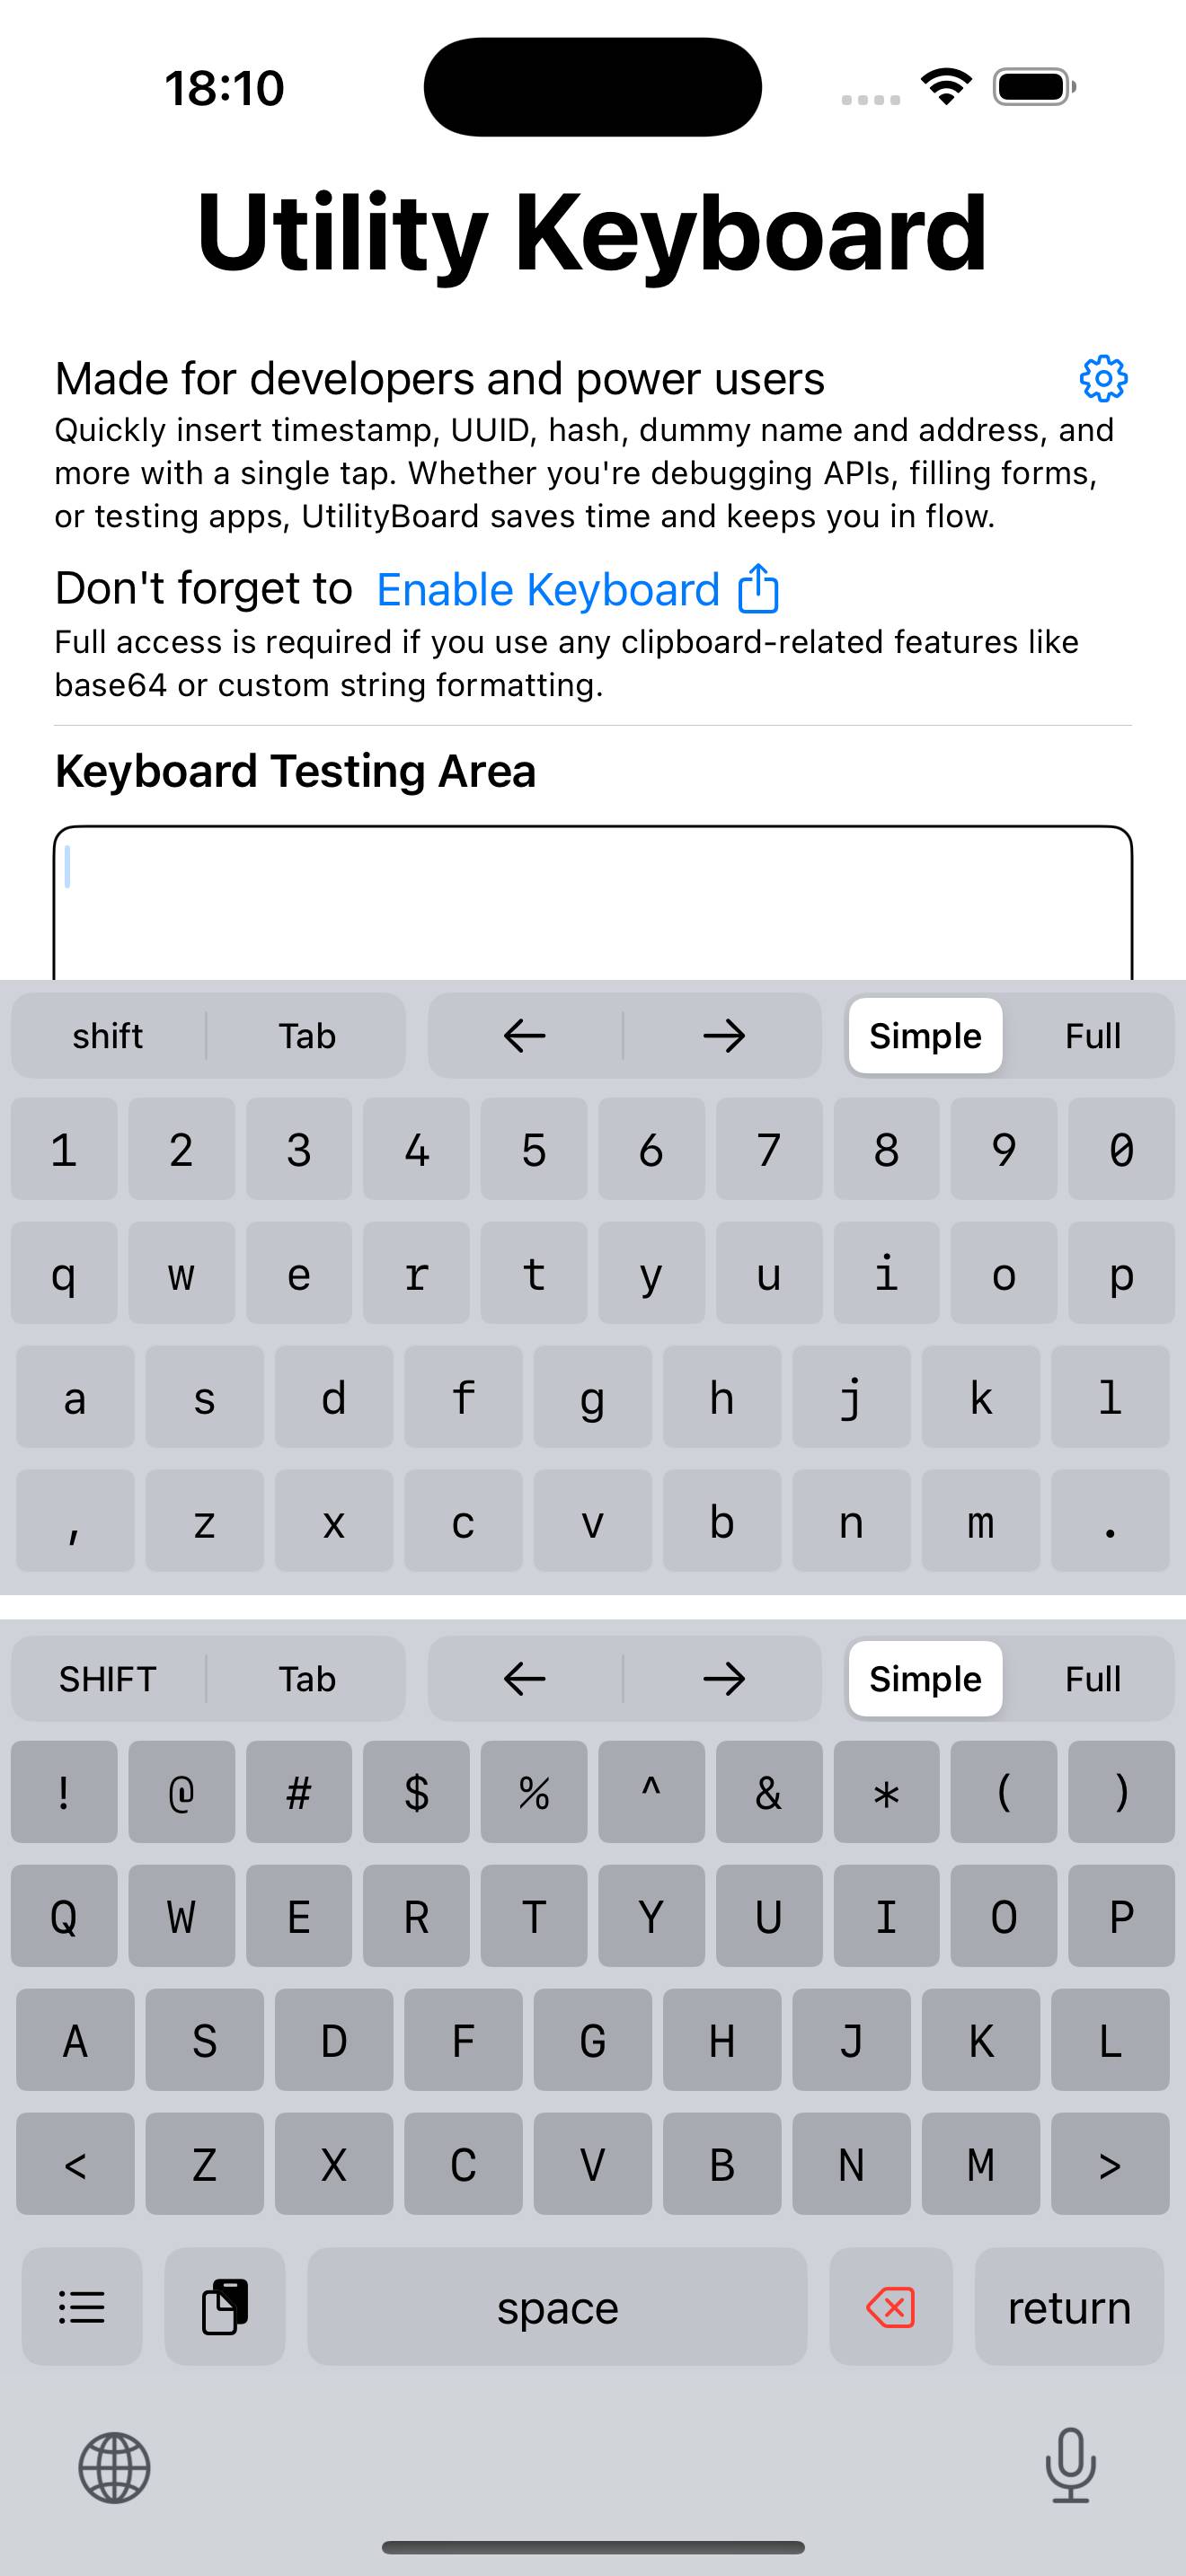 18:10
Utility Keyboard
Made for developers and power users
Quickly insert timestamp, UUID, hash, dummy name and address, and
more with a single tap. Whether you're debugging APIs, filling forms,
or testing apps, UtilityBoard saves time and keeps you in flow.
Don't forget to Enable Keyboard
Full access is required if you use any clipboard-related features like
base64 or custom string formatting.
Keyboard Testing Area
shift Tab ← → Simple Full
1 2 3 4 5 6 7 8 9 0
q w e r t y u i o p
a s d f g h j k l
, z x c v b n m .
SHIFT Tab ← → Simple Full
! @ # $ % ^ & * ( )
Q W E R T Y U I O P
A S D F G H J K L
< Z X C V B N M >
space return